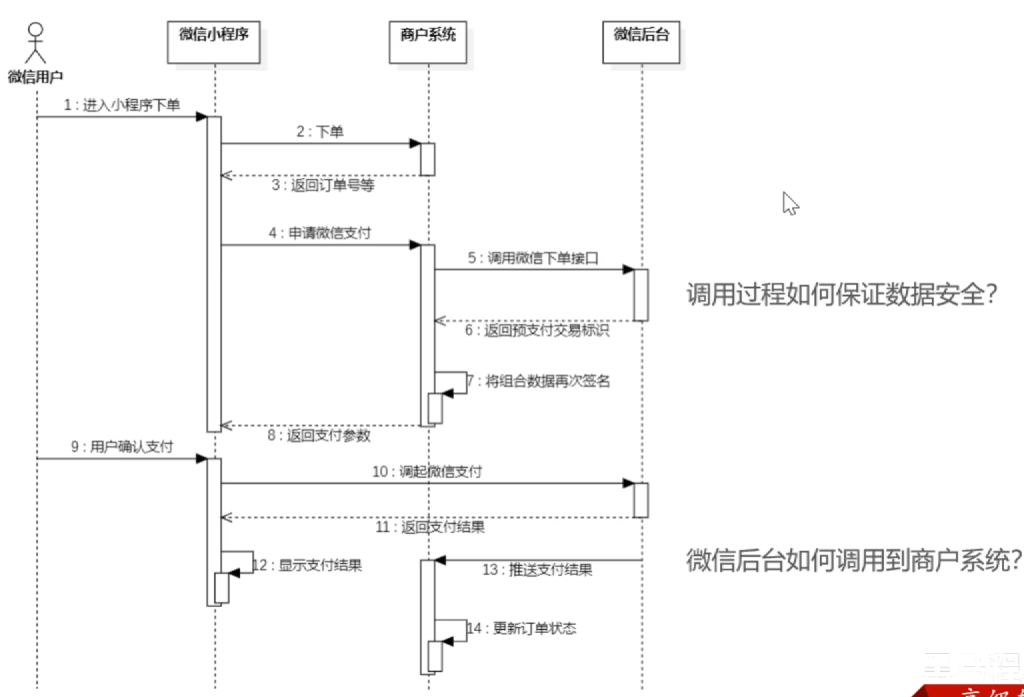 微信小程序
商户系统
微信后台
微信用户
1 : 进入小程序下单
2 : 下单
3 : 返回订单号等
4 : 申请微信支付
5 : 调用微信下单接口
调用过程如何保证数据安全？
6 : 返回预支付交易标识
7 : 将组合数据再次签名
8 : 返回支付参数
9 : 用户确认支付
10 : 调起微信支付
11 : 返回支付结果
12 : 显示支付结果
13 : 推送支付结果
微信后台如何调用到商户系统？
14 : 更新订单状态